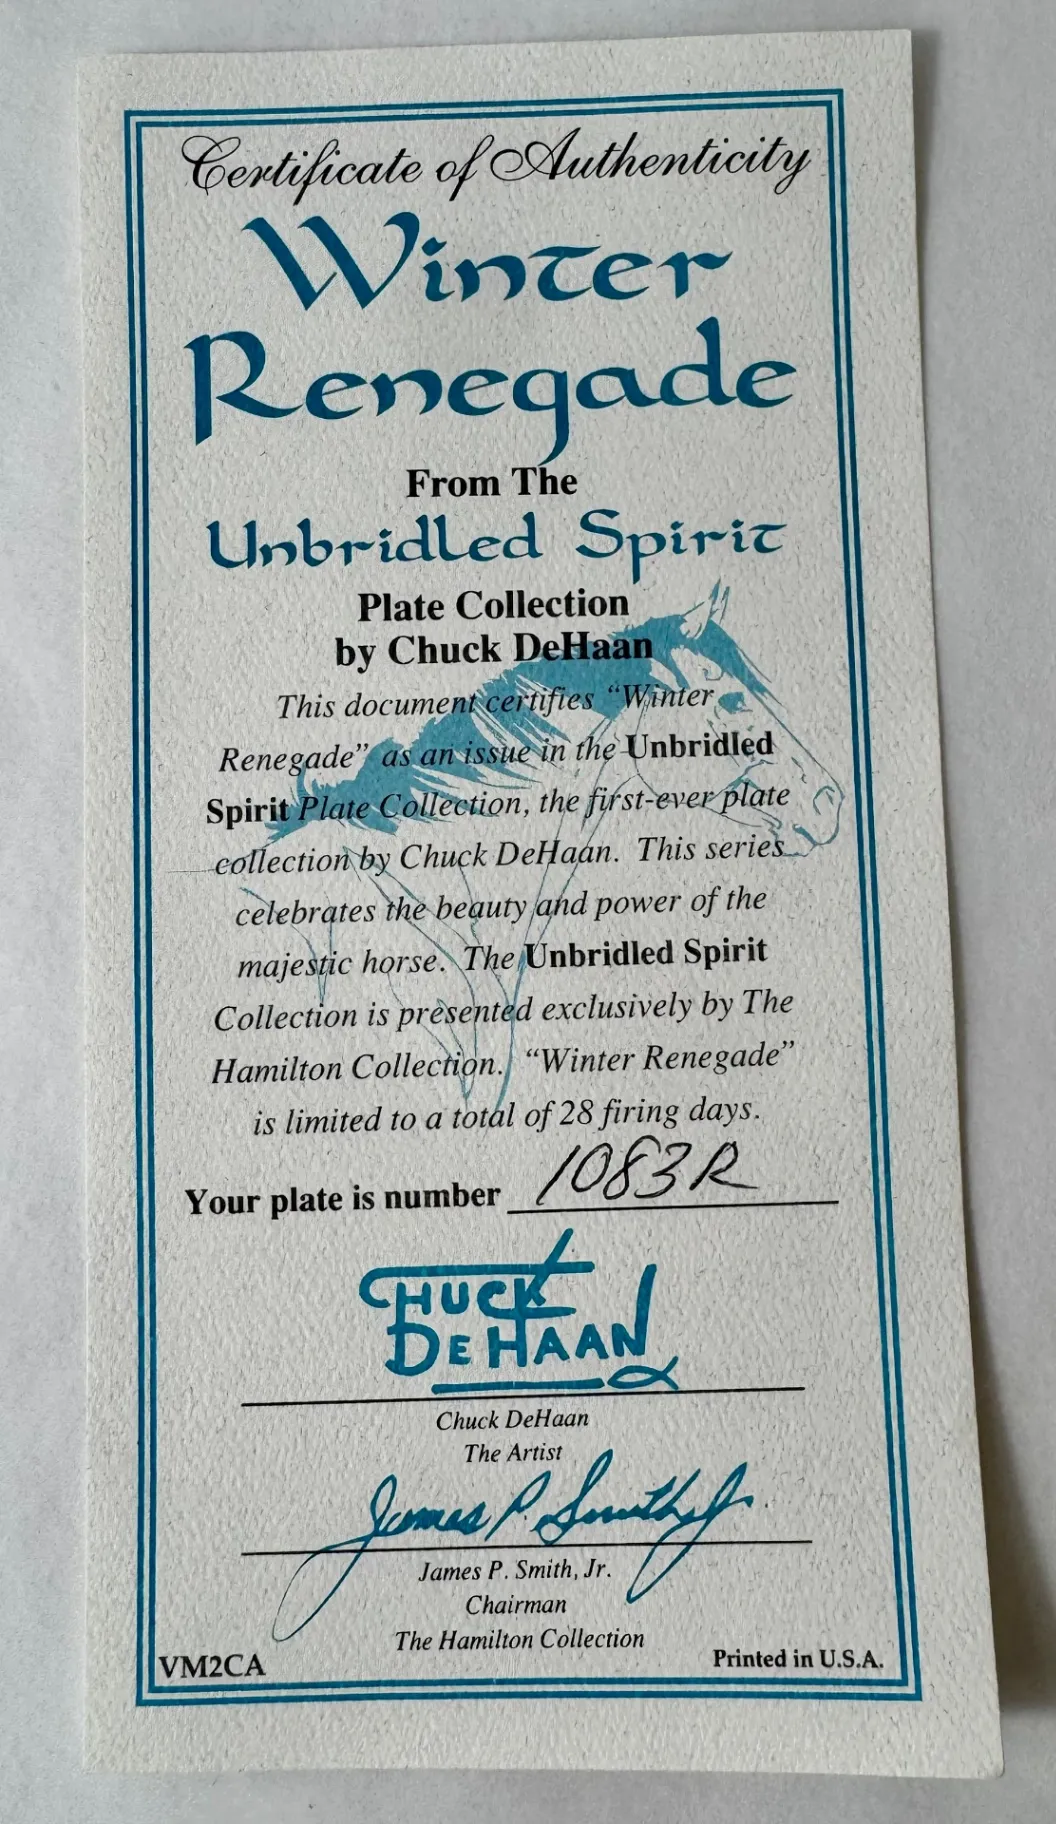 Certificate of Authenticity
Winter
Renegade
From The
Unbridled Spirit
Plate Collection
by Chuck DeHaan
This document certifies “Winter
Renegade” as an issue in the Unbridled
Spirit Plate Collection, the first-ever plate
collection by Chuck DeHaan. This series
celebrates the beauty and power of the
majestic horse. The Unbridled Spirit
Collection is presented exclusively by The
Hamilton Collection. “Winter Renegade”
is limited to a total of 28 firing days.
Your plate is number 1083R
CHUCK
DEHAAN
Chuck DeHaan
The Artist
James P. Smith Jr
James P. Smith, Jr.
Chairman
The Hamilton Collection
VM2CA
Printed in U.S.A.